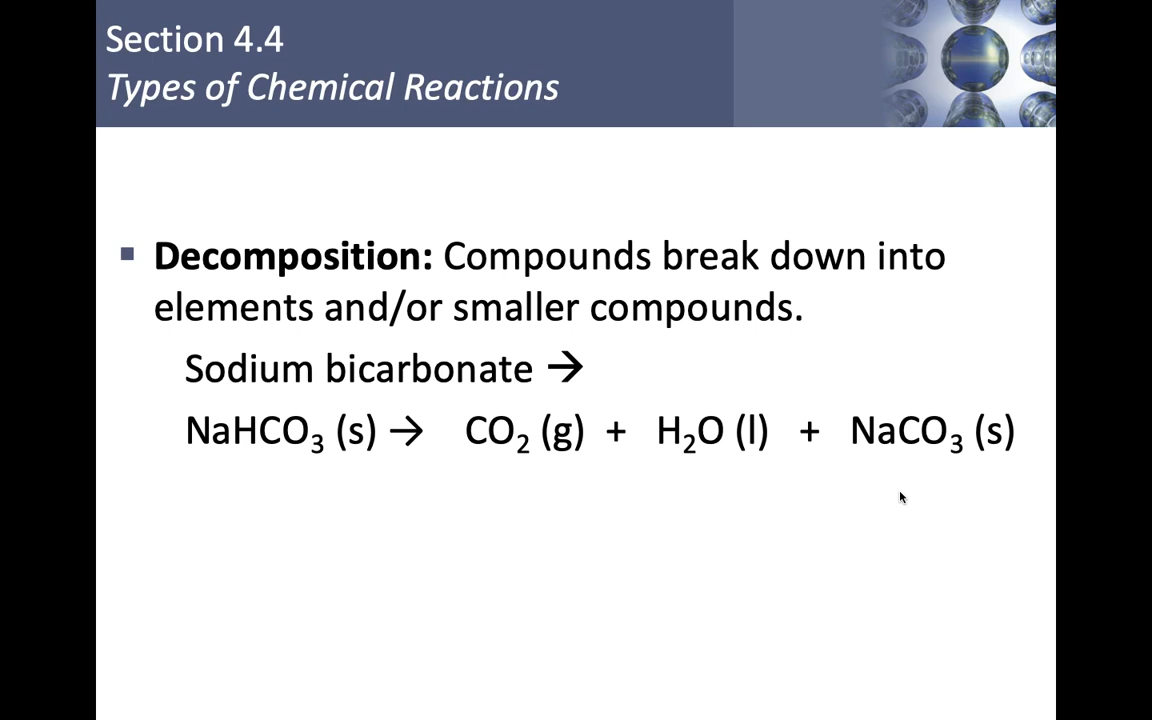 Section 4.4
Types of Chemical Reactions
▪ Decomposition: Compounds break down into
elements and/or smaller compounds.
Sodium bicarbonate →
NaHCO₃ (s) → CO₂ (g) + H₂O (l) + NaCO₃ (s)